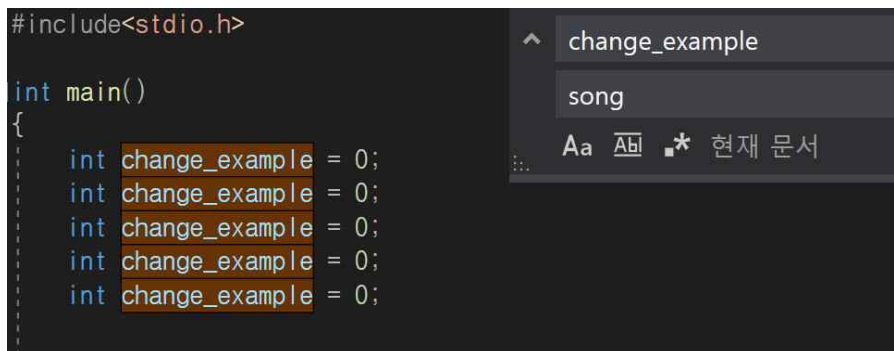 #include<stdio.h>
int main()
{
int change_example = 0;
int change_example = 0;
int change_example = 0;
int change_example = 0;
int change_example = 0;
change_example
song
Aa Abl .* 현재 문서